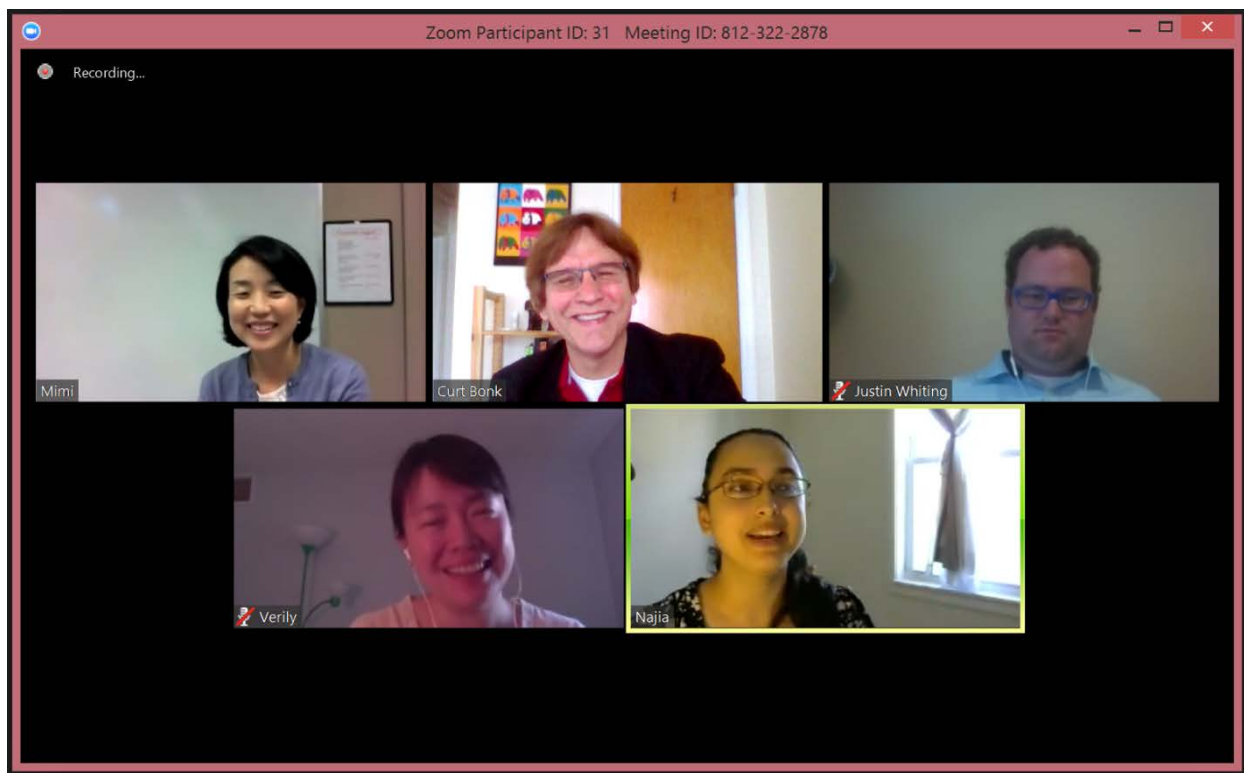 Zoom Participant ID: 31 Meeting ID: 812-322-2878
Recording...
Mimi
Curt Bonk
Justin Whiting
Verily
Najia